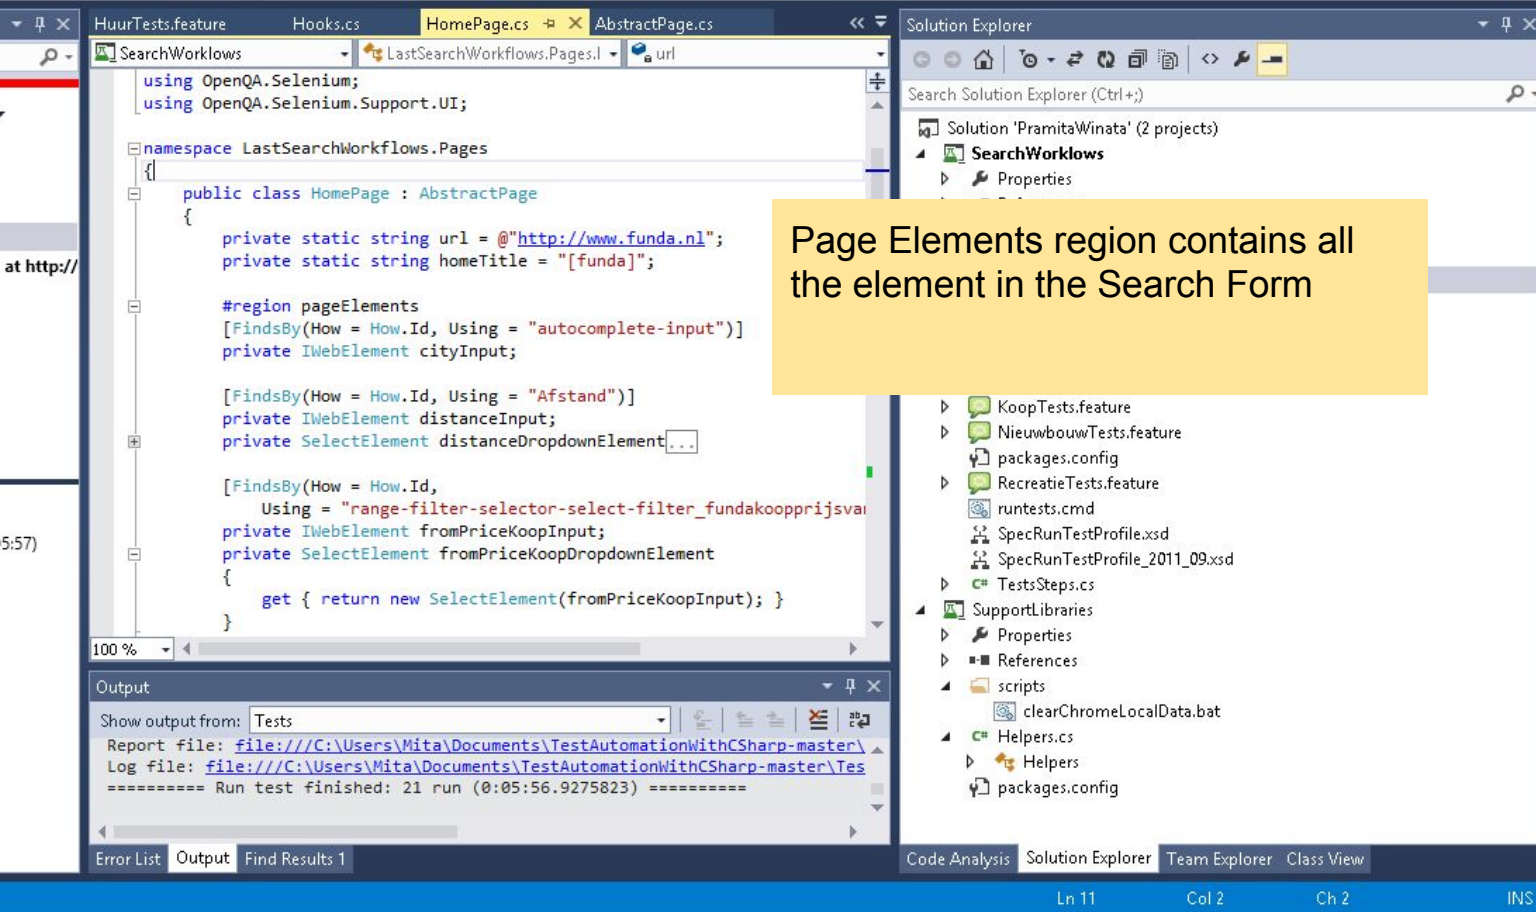 at http://
5:57)
HuurTests.feature Hooks.cs HomePage.cs AbstractPage.cs
SearchWorklows LastSearchWorkflows.Pages. url
using OpenQA.Selenium;
using OpenQA.Selenium.Support.UI;
namespace LastSearchWorkflows.Pages
{
public class HomePage : AbstractPage
{
private static string url = @"http://www.funda.nl";
private static string homeTitle = "[funda]";
#region pageElements
[FindsBy(How = How.Id, Using = "autocomplete-input")]
private IWebElement cityInput;
[FindsBy(How = How.Id, Using = "Afstand")]
private IWebElement distanceInput;
private SelectElement distanceDropdownElement...
[FindsBy(How = How.Id,
Using = "range-filter-selector-select-filter_fundakoopprijsva
private IWebElement fromPriceKoopInput;
private SelectElement fromPriceKoopDropdownElement
{
get { return new SelectElement(fromPriceKoopInput); }
}
100 %
Output
Show output from: Tests
Report file: file:///C:\Users\Mita\Documents\TestAutomationWithCSharp-master\
Log file: file:///C:\Users\Mita\Documents\TestAutomationWithCSharp-master\Tes
========== Run test finished: 21 run (0:05:56.9275823) ==========
Error List Output Find Results 1
Solution Explorer
Search Solution Explorer (Ctrl+;)
Solution 'PramitaWinata' (2 projects)
SearchWorklows
Properties
Page Elements region contains all
the element in the Search Form
KoopTests.feature
NieuwbouwTests.feature
packages.config
RecreatieTests.feature
runtests.cmd
SpecRunTestProfile.xsd
SpecRunTestProfile_2011_09.xsd
C# TestsSteps.cs
SupportLibraries
Properties
References
scripts
clearChromeLocalData.bat
C# Helpers.cs
Helpers
packages.config
Code Analysis Solution Explorer Team Explorer Class View
Ln 11 Col 2 Ch 2 INS